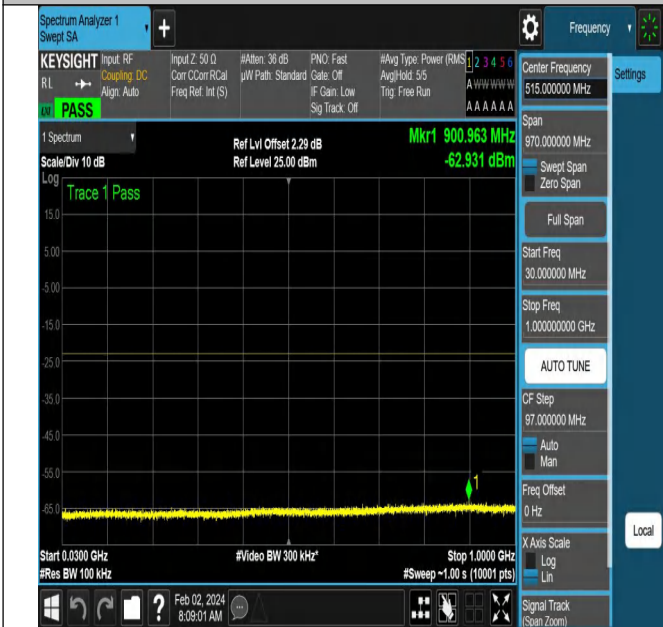 Spectrum Analyzer 1
Swept SA
Frequency
KEYSIGHT
RL
PASS
Input: RF
Coupling: DC
Align: Auto
Input Z: 50 Ω
Corr CCorr RCal
Freq Ref: Int (S)
#Atten: 36 dB
µW Path: Standard
PNO: Fast
Gate: Off
IF Gain: Low
Sig Track: Off
#Avg Type: Power (RMS
Avg|Hold: 5/5
Trig: Free Run
1 2 3 4 5 6
A W W W W W
A A A A A A
1 Spectrum
Scale/Div 10 dB
Log
Ref Lvl Offset 2.29 dB
Ref Level 25.00 dBm
Mkr1 900.963 MHz
-62.931 dBm
Trace 1 Pass
15.0
5.00
-5.00
-15.0
-25.0
-35.0
-45.0
-55.0
-65.0
1
Start 0.0300 GHz
#Res BW 100 kHz
#Video BW 300 kHz*
Stop 1.0000 GHz
#Sweep ~1.00 s (10001 pts)
Feb 02, 2024
8:09:01 AM
Center Frequency
515.000000 MHz
Settings
Span
970.000000 MHz
Swept Span
Zero Span
Full Span
Start Freq
30.000000 MHz
Stop Freq
1.000000000 GHz
AUTO TUNE
CF Step
97.000000 MHz
Auto
Man
Freq Offset
0 Hz
X Axis Scale
Log
Lin
Local
Signal Track
(Span Zoom)